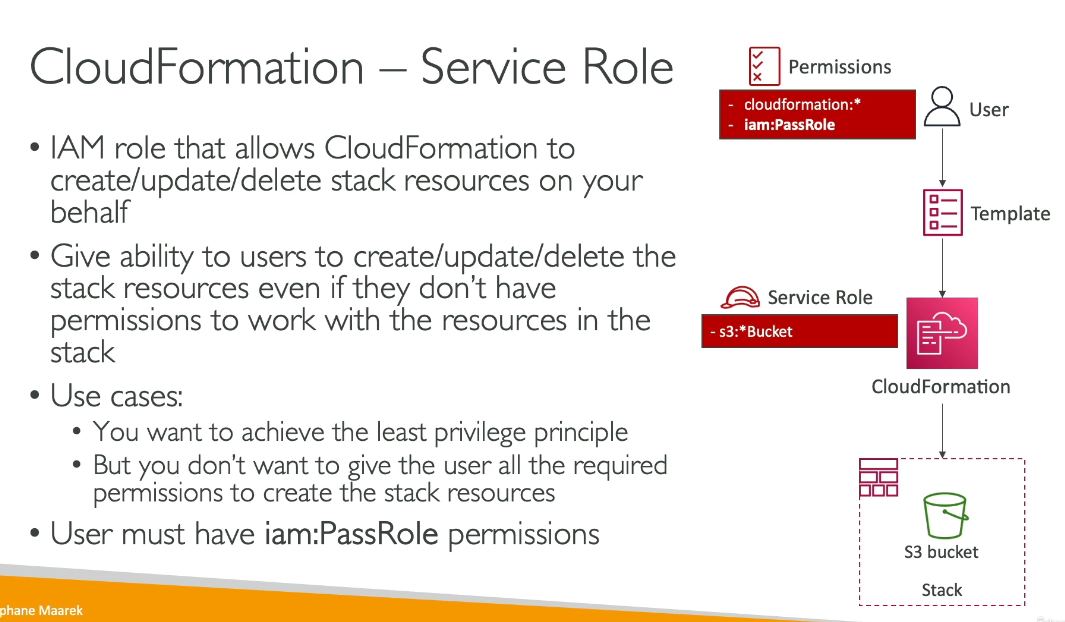 CloudFormation – Service Role
• IAM role that allows CloudFormation to
create/update/delete stack resources on your
behalf
• Give ability to users to create/update/delete the
stack resources even if they don't have
permissions to work with the resources in the
stack
• Use cases:
• You want to achieve the least privilege principle
• But you don't want to give the user all the required
permissions to create the stack resources
• User must have iam:PassRole permissions
Permissions
- cloudformation:*
- iam:PassRole
User
Template
Service Role
- s3:*Bucket
CloudFormation
S3 bucket
Stack
phane Maarek